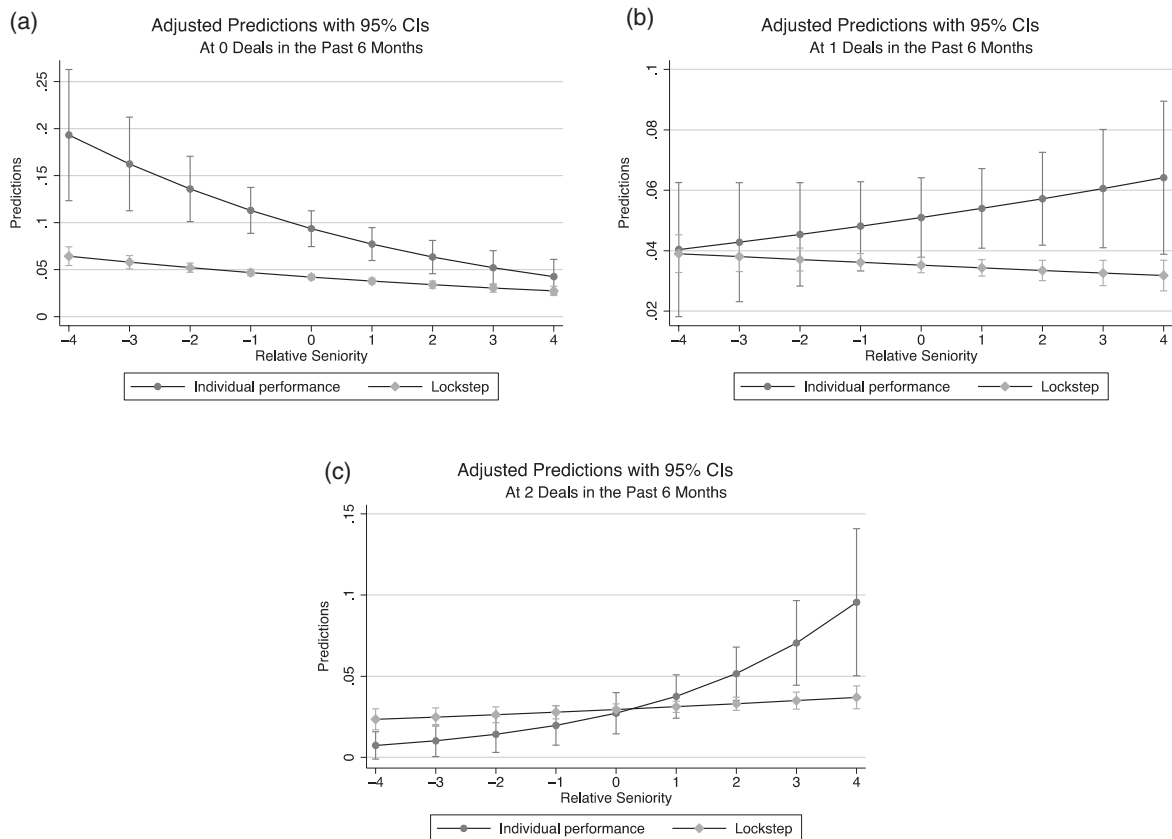 (a)
Adjusted Predictions with 95% CIs
At 0 Deals in the Past 6 Months
Predictions
.25
.2
.15
.1
.05
0
−4 −3 −2 −1 0 1 2 3 4
Relative Seniority
Individual performance Lockstep
(b)
Adjusted Predictions with 95% CIs
At 1 Deals in the Past 6 Months
Predictions
.1
.08
.06
.04
.02
−4 −3 −2 −1 0 1 2 3 4
Relative Seniority
Individual performance Lockstep
(c)
Adjusted Predictions with 95% CIs
At 2 Deals in the Past 6 Months
Predictions
.15
.1
.05
0
−4 −3 −2 −1 0 1 2 3 4
Relative Seniority
Individual performance Lockstep